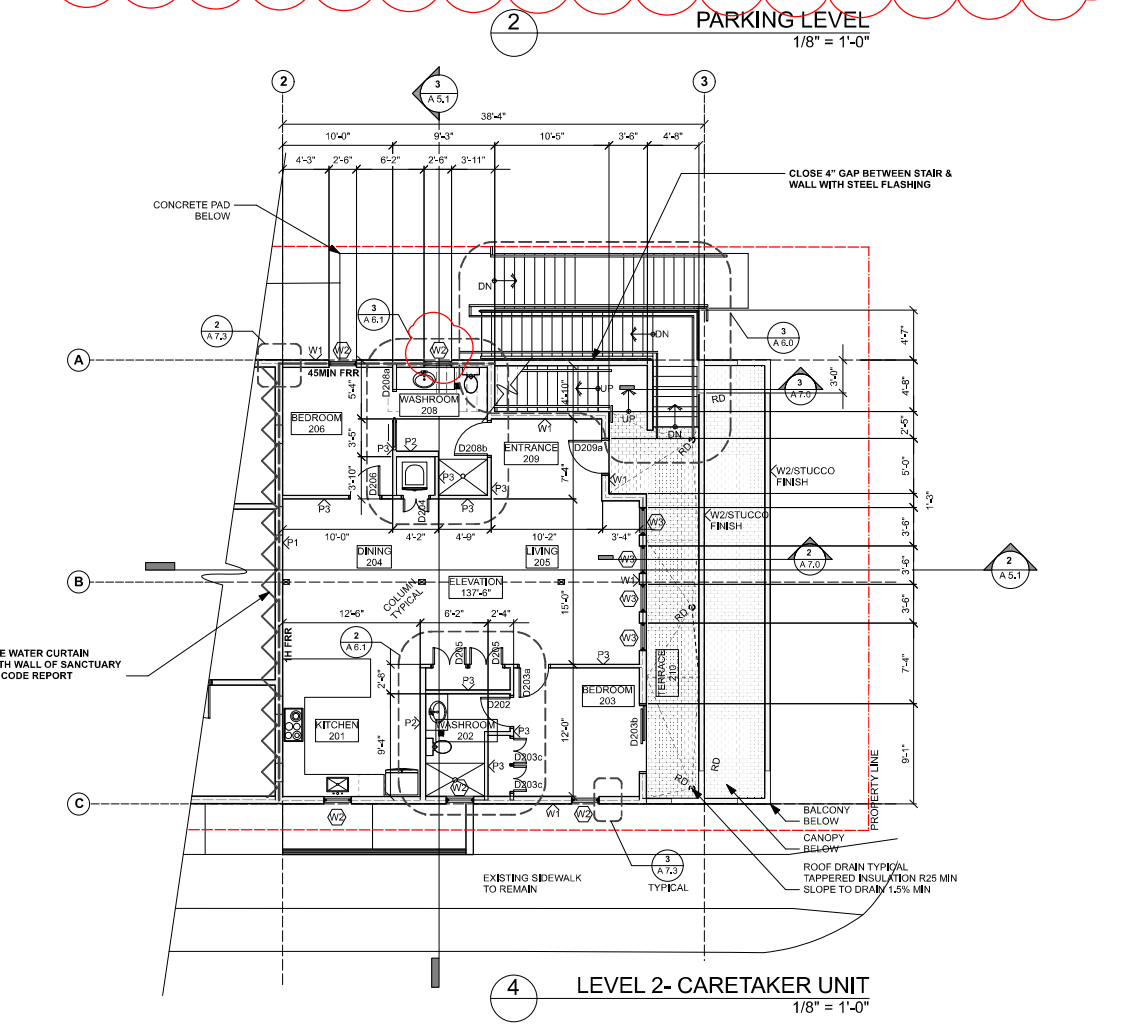 2
PARKING LEVEL
1/8" = 1'-0"
2
3
A 5.1
3
38'-4"
10'-0"
9'-3"
10'-5"
3'-6"
4'-8"
4'-3"
2'-6"
6'-2"
2'-6"
3'-11"
CLOSE 4" GAP BETWEEN STAIR &
WALL WITH STEEL FLASHING
CONCRETE PAD
BELOW
DN
3
A 6.1
2
A 7.3
DN
3
A 6.0
4'-7"
A
W1
W2
W2
45MIN FRR
3'-0"
D208a
5'-4"
WASHROOM
208
4'-10"
UP
UP
3
A 7.0
RD
4'-8"
BEDROOM
206
W1
DN
2'-5"
3'-5"
P3
P2
D208b
ENTRANCE
209
D209a
RD
5'-0"
W2/STUCCO
FINISH
3'-10"
D206
P3
P3
7'-4"
W1
P3
D204
P3
1'-3"
W2/STUCCO
FINISH
W3
3'-6"
10'-0"
4'-2"
4'-9"
10'-2"
3'-4"
P1
DINING
204
LIVING
205
W3
2
A 7.0
3'-6"
2
A 5.1
B
ELEVATION
137'-6"
W1
COLUMN
TYPICAL
15'-0"
W3
3'-6"
12'-6"
6'-2"
2'-4"
RD
E WATER CURTAIN
TH WALL OF SANCTUARY
CODE REPORT
1H FRR
2
A 6.1
D205
D205
W3
P3
7'-4"
2'-8"
P3
D203a
BEDROOM
203
TERRACE
210
D202
KITCHEN
201
P2
WASHROOM
202
P3
12'-0"
D203b
9'-4"
P3
D203c
9'-1"
D203c
RD
RD
W2
C
W2
W1
W2
PROPERTY LINE
BALCONY
BELOW
CANOPY
BELOW
3
A 7.3
TYPICAL
EXISTING SIDEWALK
TO REMAIN
ROOF DRAIN TYPICAL
TAPPERED INSULATION R25 MIN
SLOPE TO DRAIN 1.5% MIN
4
LEVEL 2- CARETAKER UNIT
1/8" = 1'-0"